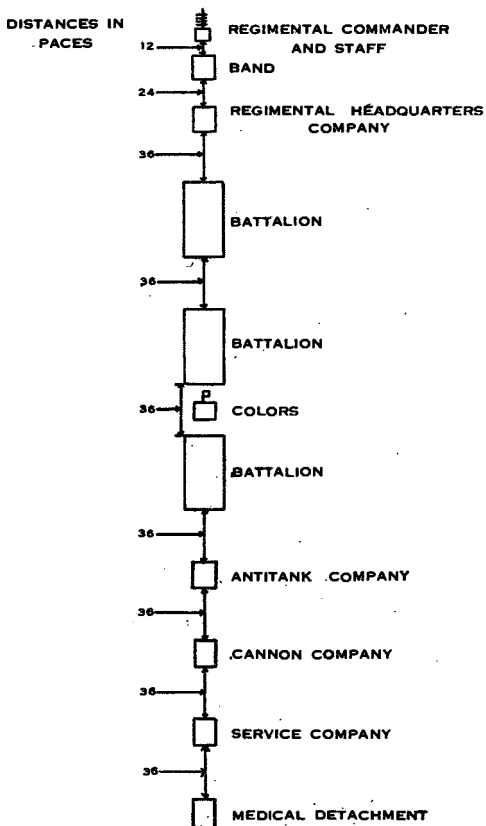 DISTANCES IN
PACES
REGIMENTAL COMMANDER
AND STAFF
12
BAND
24
REGIMENTAL HEADQUARTERS
COMPANY
36
BATTALION
36
BATTALION
P
36
COLORS
BATTALION
36
ANTITANK COMPANY
36
CANNON COMPANY
36
SERVICE COMPANY
36
MEDICAL DETACHMENT